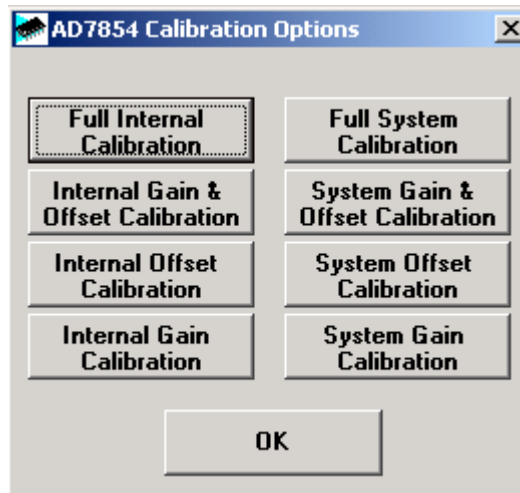 AD7854 Calibration Options
Full Internal
Calibration
Full System
Calibration
Internal Gain &
Offset Calibration
System Gain &
Offset Calibration
Internal Offset
Calibration
System Offset
Calibration
Internal Gain
Calibration
System Gain
Calibration
OK